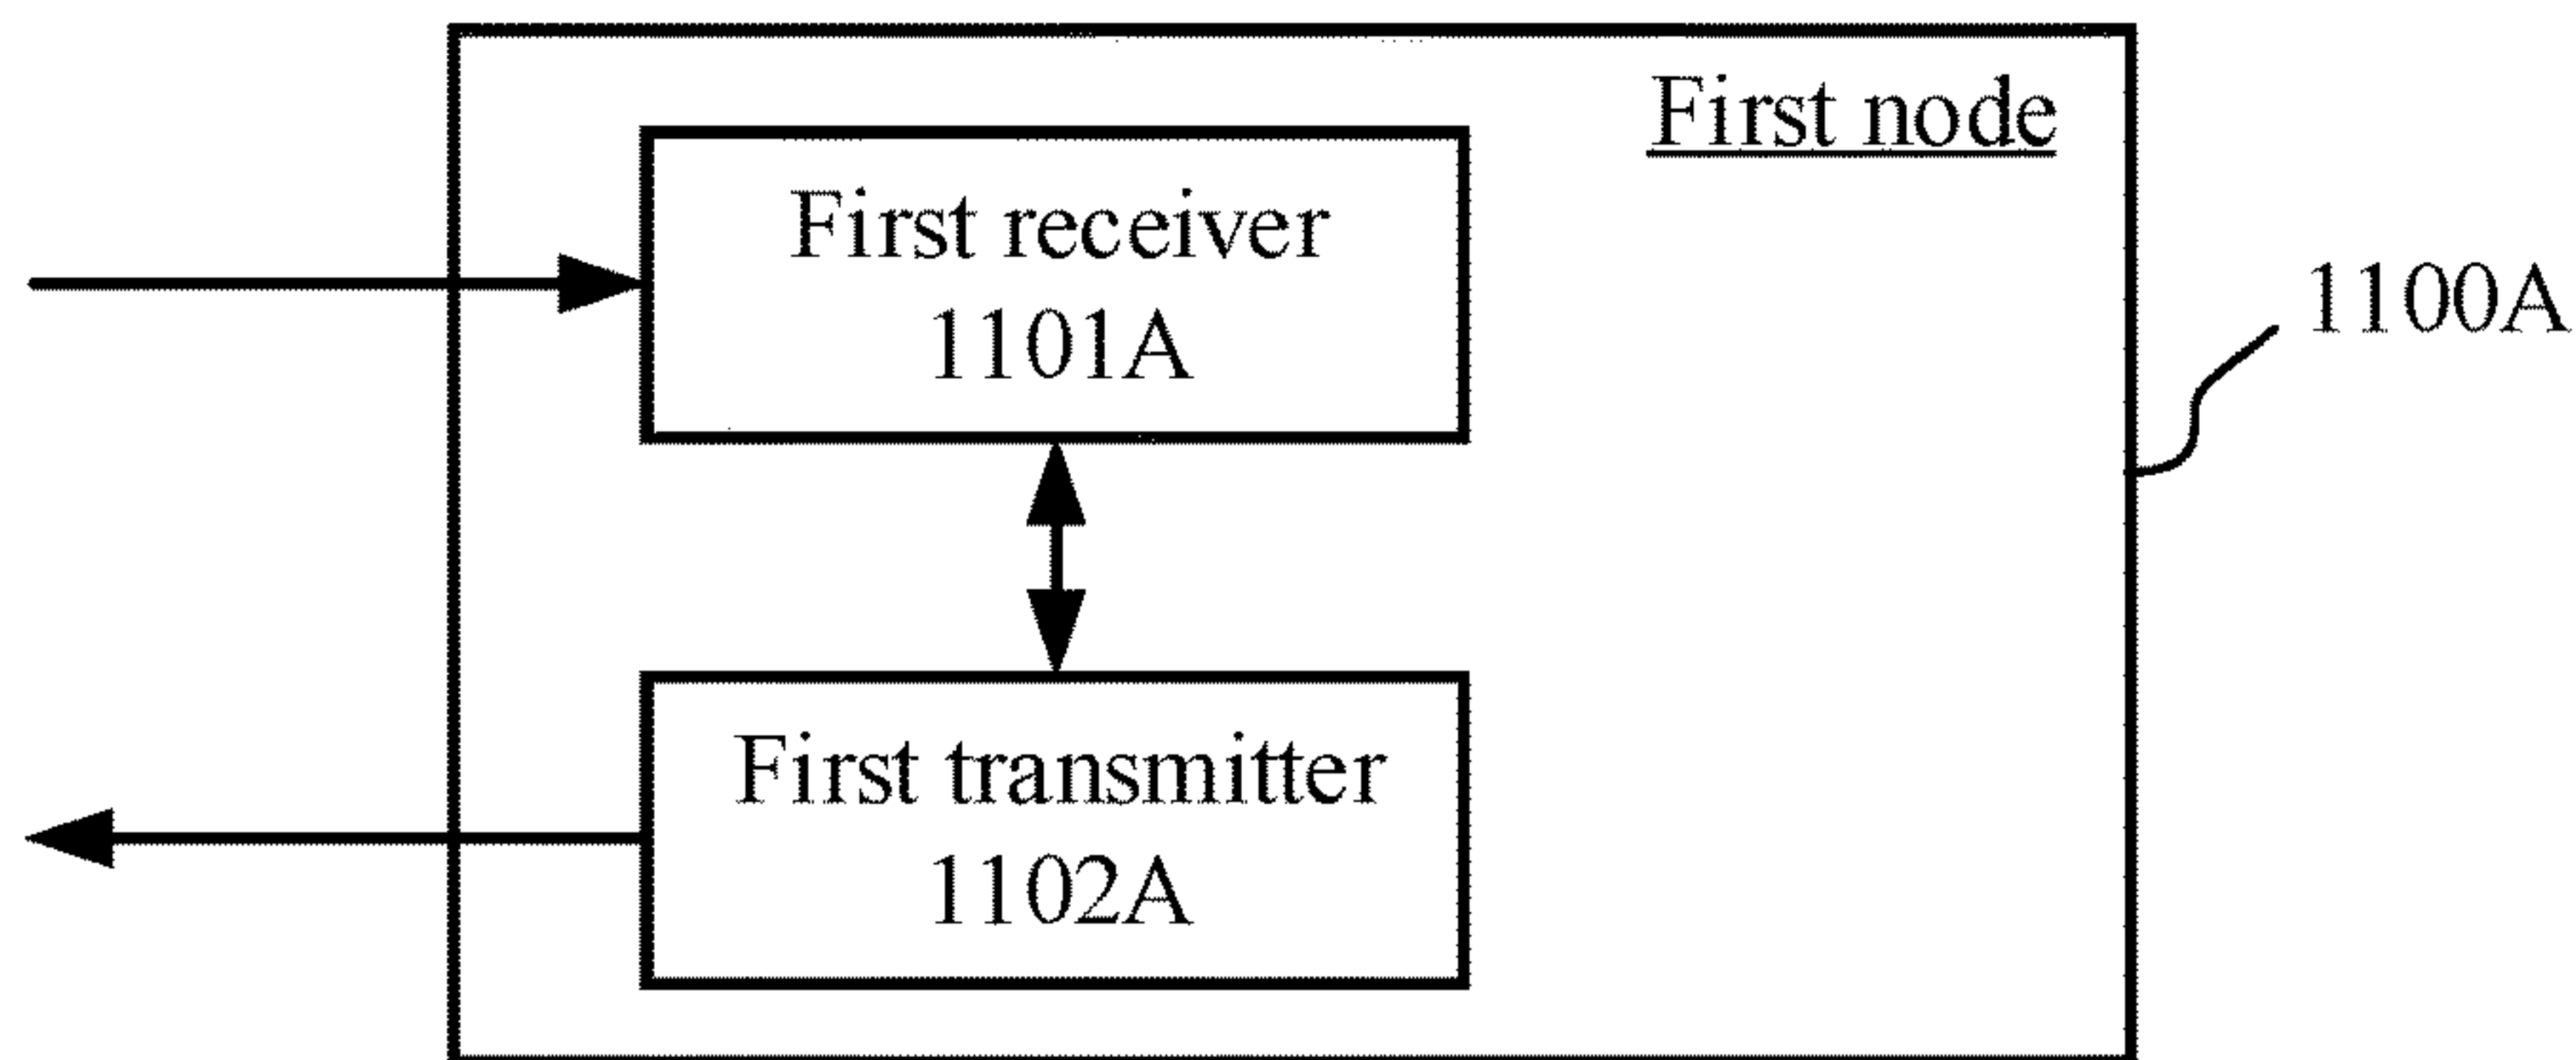 First node
First receiver
1101A
1100A
First transmitter
1102A